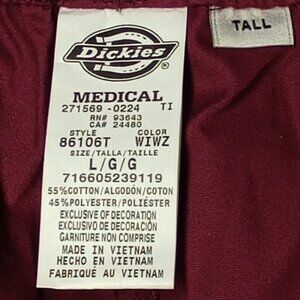 Dickies
TALL
MEDICAL
271569 -0224 TI
RN# 93643
CA# 24480
STYLE COLOR
86106T WIWZ
SIZE/TALLA/TAILLE
L/G/G
716605239119
55% COTTON/ALGODÓN/COTON
45% POLYESTER/POLIÉSTER
EXCLUSIVE OF DECORATION
EXCLUSIVO DE DECORACIÓN
GARNITURE NON COMPRISE
MADE IN VIETNAM
HECHO EN VIETNAM
FABRIQUÉ AU VIETNAM